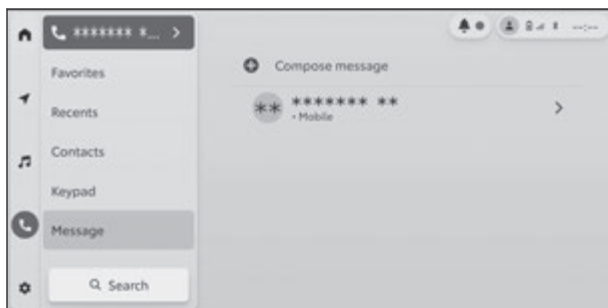 ******* *...
Favorites
Recents
Contacts
Keypad
Message
Search
--:--
Compose message
** ******* **
• Mobile